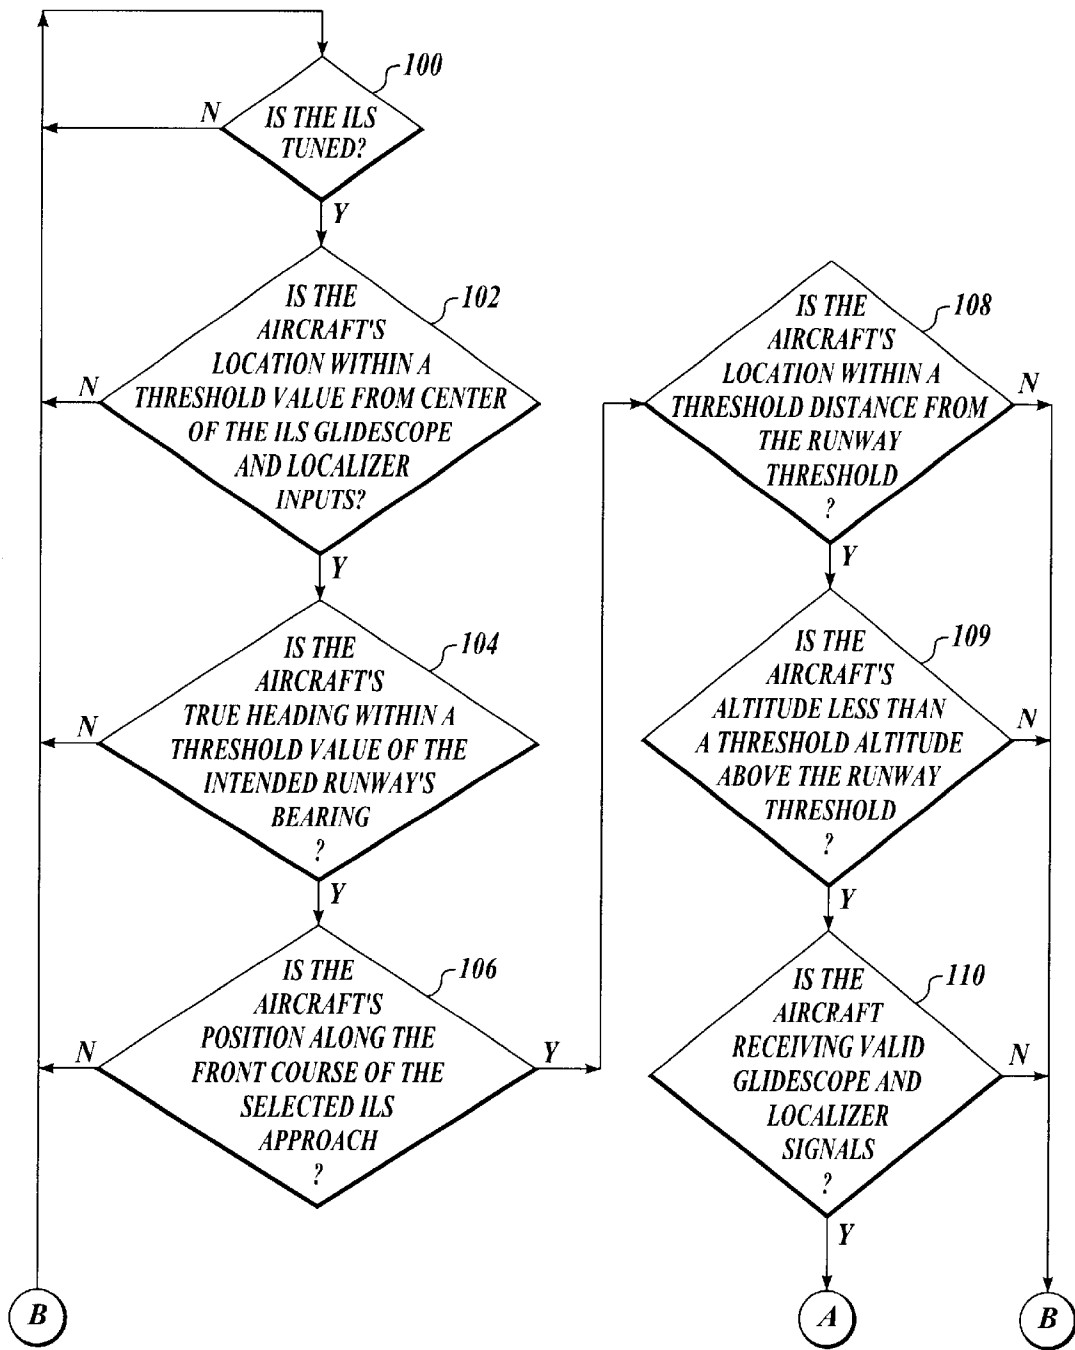 100
IS THE ILS
TUNED?
N
Y
102
IS THE
AIRCRAFT'S
LOCATION WITHIN A
THRESHOLD VALUE FROM CENTER
OF THE ILS GLIDESCOPE
AND LOCALIZER
INPUTS?
N
Y
104
IS THE
AIRCRAFT'S
TRUE HEADING WITHIN A
THRESHOLD VALUE OF THE
INTENDED RUNWAY'S
BEARING
?
N
Y
106
IS THE
AIRCRAFT'S
POSITION ALONG THE
FRONT COURSE OF THE
SELECTED ILS
APPROACH
?
N
Y
B
108
IS THE
AIRCRAFT'S
LOCATION WITHIN A
THRESHOLD DISTANCE FROM
THE RUNWAY
THRESHOLD
?
N
Y
109
IS THE
AIRCRAFT'S
ALTITUDE LESS THAN
A THRESHOLD ALTITUDE
ABOVE THE RUNWAY
THRESHOLD
?
N
Y
110
IS THE
AIRCRAFT
RECEIVING VALID
GLIDESCOPE AND
LOCALIZER
SIGNALS
?
N
Y
A
B